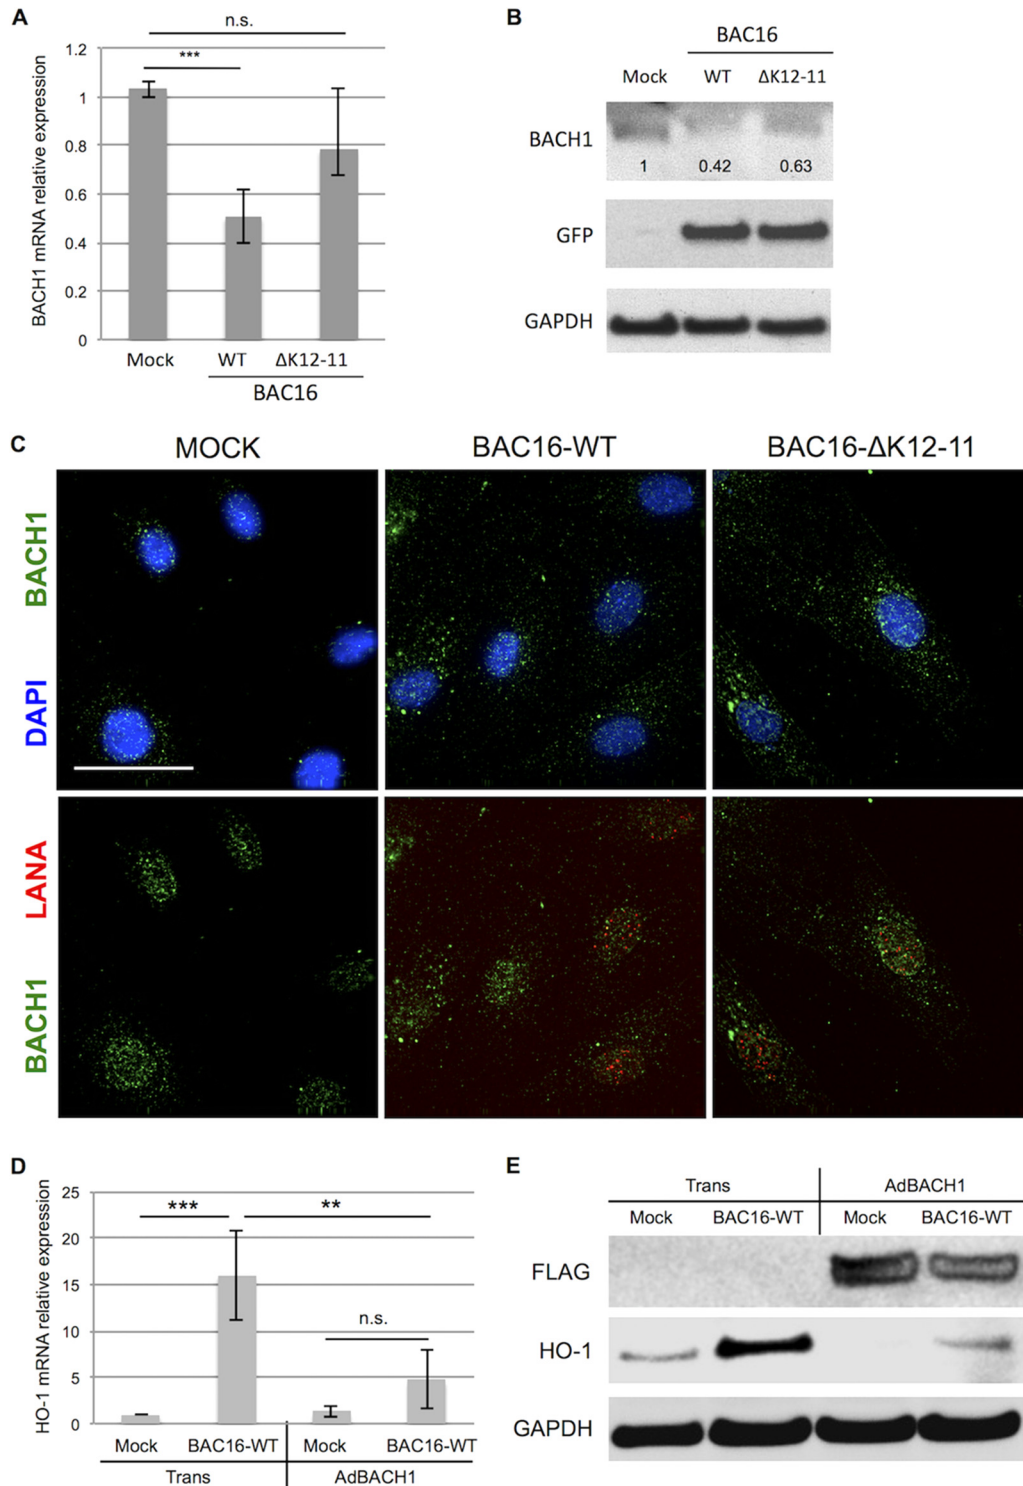 A
n.s.
***
1.2
1
0.8
0.6
0.4
0.2
0
BACH1 mRNA relative expression
Mock WT ΔK12-11
BAC16
B
BAC16
Mock WT ΔK12-11
BACH1
1 0.42 0.63
GFP
GAPDH
C
MOCK BAC16-WT BAC16-ΔK12-11
DAPI BACH1
BACH1 LANA
D
25
20
15
10
5
0
HO-1 mRNA relative expression
*** **
n.s.
Mock BAC16-WT Mock BAC16-WT
Trans AdBACH1
E
Trans AdBACH1
Mock BAC16-WT Mock BAC16-WT
FLAG
HO-1
GAPDH